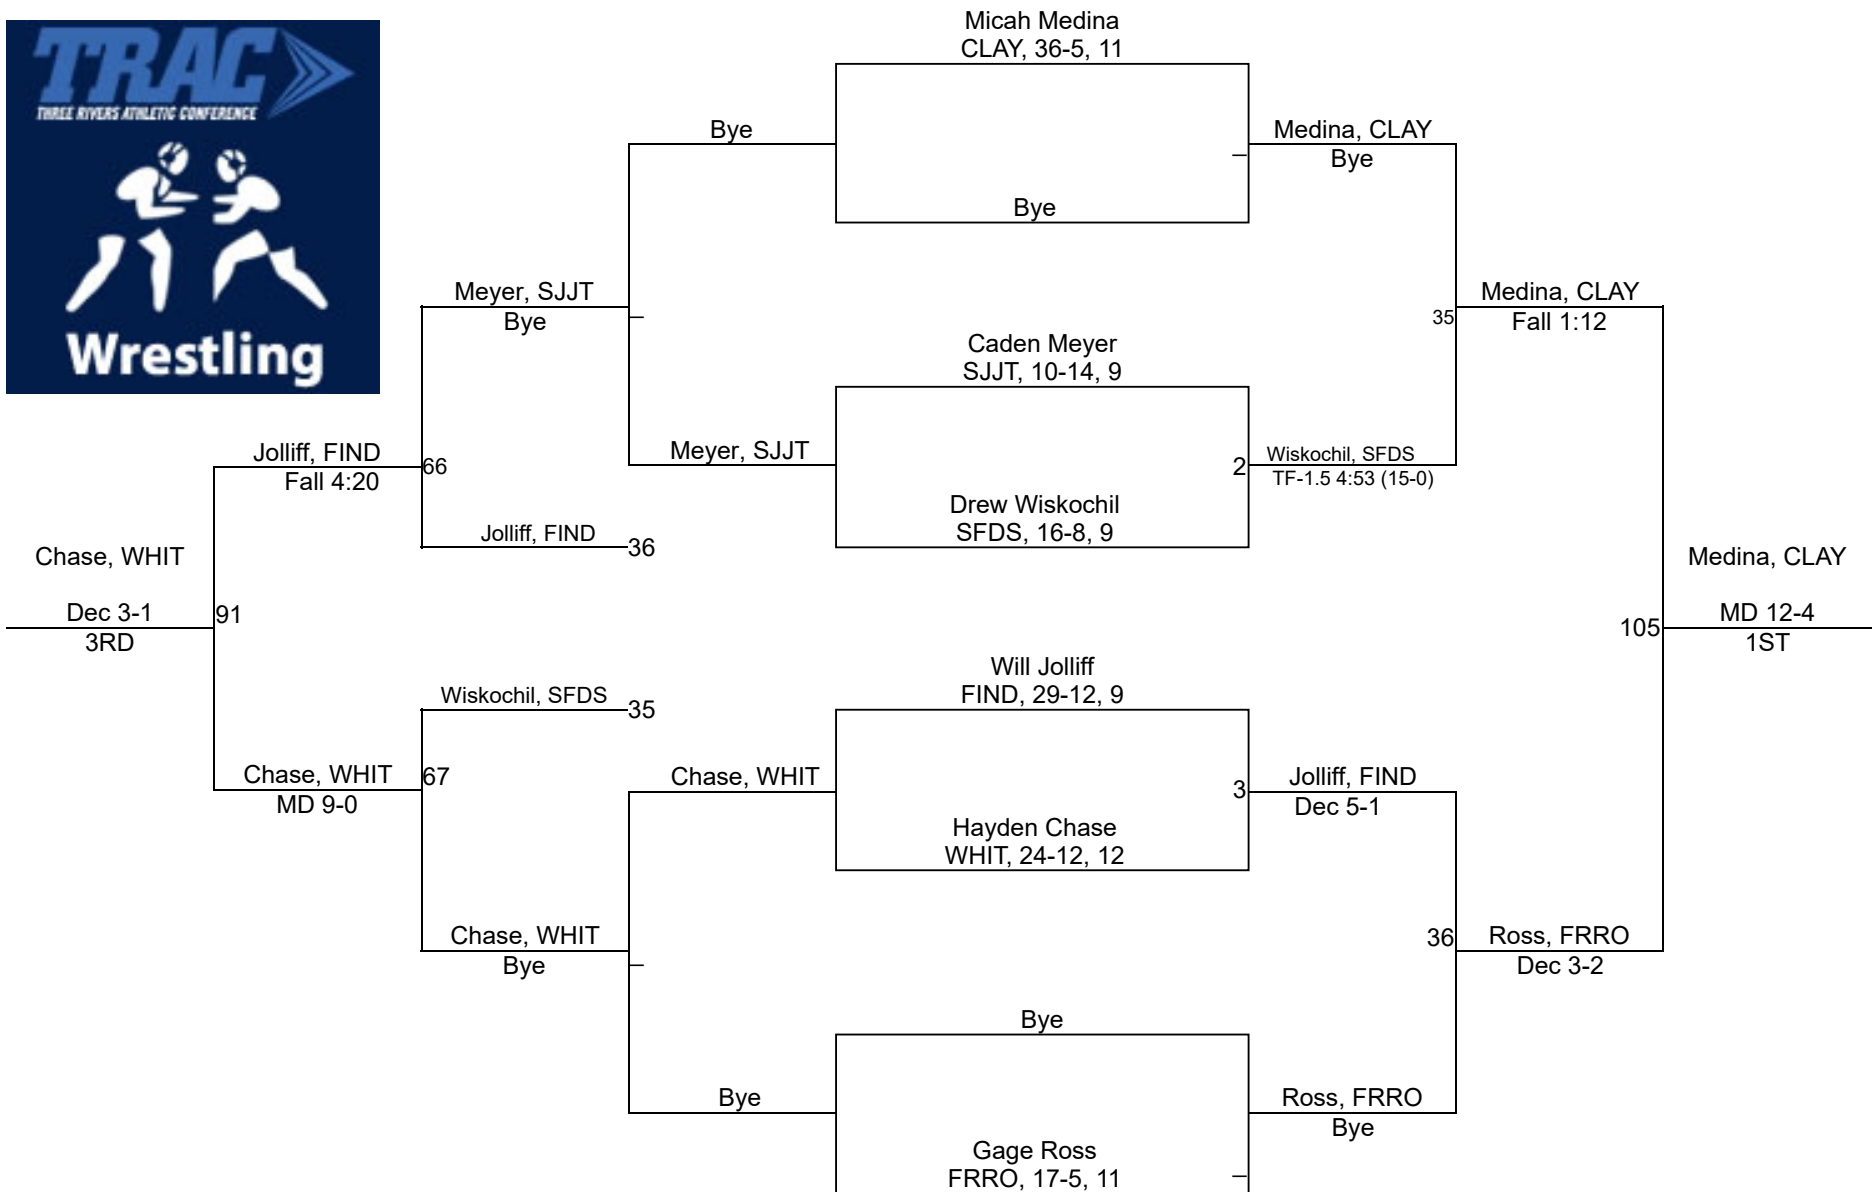 TRAC
THREE RIVERS ATHLETIC CONFERENCE
Wrestling
Micah Medina
CLAY, 36-5, 11
Bye
Medina, CLAY
Bye
Bye
Meyer, SJJT
Bye
Medina, CLAY
35
Fall 1:12
Caden Meyer
SJJT, 10-14, 9
Jolliff, FIND
66
Fall 4:20
Meyer, SJJT
2
Wiskochil, SFDS
TF-1.5 4:53 (15-0)
Drew Wiskochil
SFDS, 16-8, 9
Jolliff, FIND
36
Chase, WHIT
Dec 3-1
91
3RD
Medina, CLAY
105
MD 12-4
1ST
Will Jolliff
FIND, 29-12, 9
Wiskochil, SFDS
35
Chase, WHIT
67
MD 9-0
Chase, WHIT
3
Jolliff, FIND
Dec 5-1
Hayden Chase
WHIT, 24-12, 12
Chase, WHIT
Bye
36
Ross, FRRO
Dec 3-2
Bye
Bye
Ross, FRRO
Bye
Gage Ross
FRRO, 17-5, 11